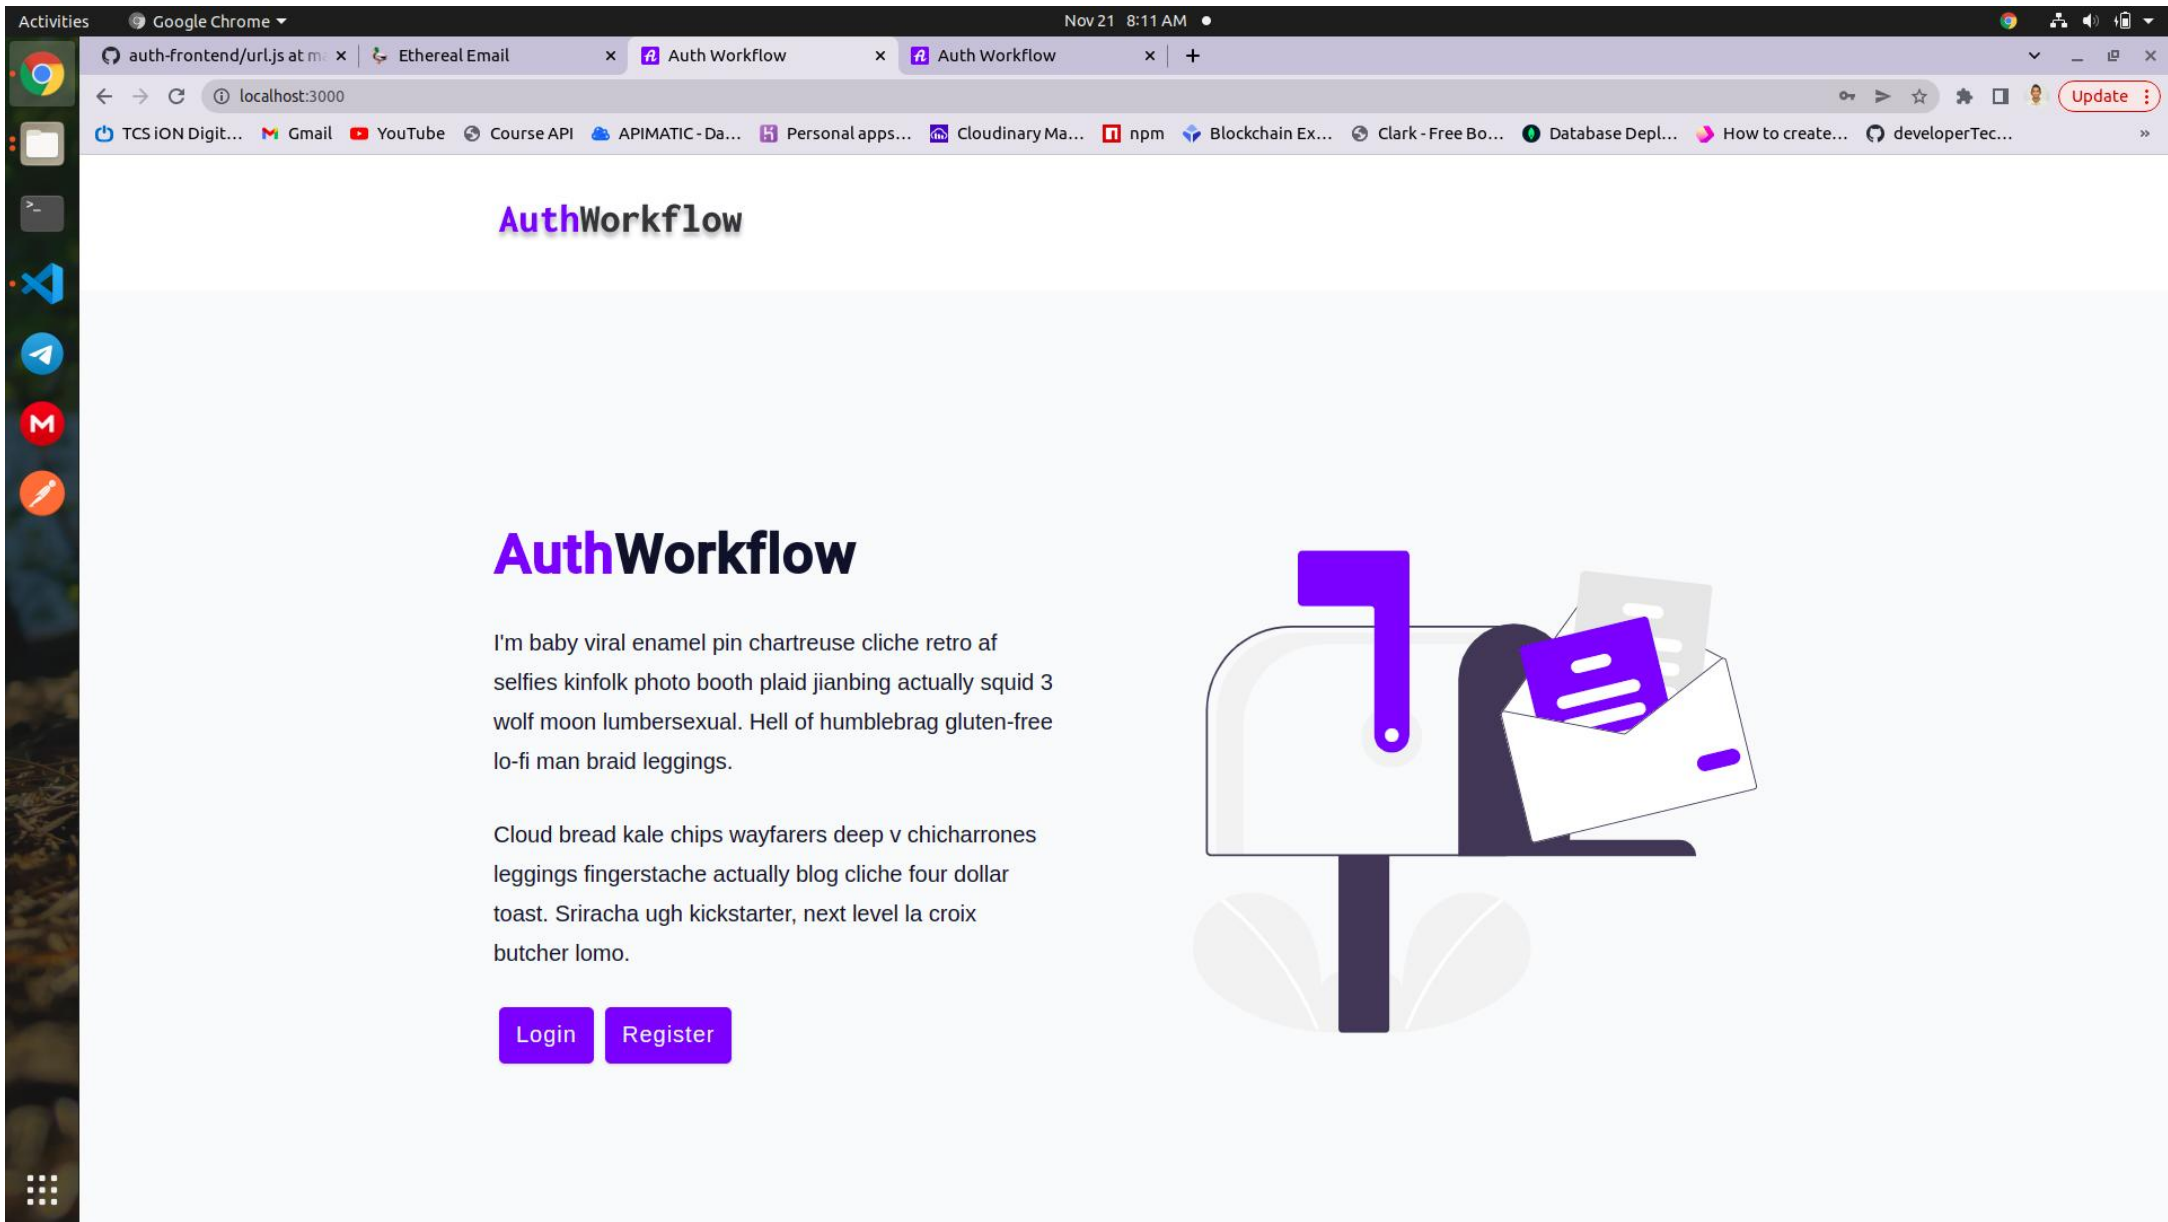 Activities Google Chrome Nov 21 8:11 AM
auth-frontend/url.js at ma Ethereal Email Auth Workflow Auth Workflow
localhost:3000 Update
TCS iON Digit... Gmail YouTube Course API APIMATIC - Da... Personal apps... Cloudinary Ma... npm Blockchain Ex... Clark - Free Bo... Database Depl... How to create... developerTec... »
AuthWorkflow
AuthWorkflow
I'm baby viral enamel pin chartreuse cliche retro af
selfies kinfolk photo booth plaid jianbing actually squid 3
wolf moon lumbersexual. Hell of humblebrag gluten-free
lo-fi man braid leggings.
Cloud bread kale chips wayfarers deep v chicharrones
leggings fingerstache actually blog cliche four dollar
toast. Sriracha ugh kickstarter, next level la croix
butcher lomo.
Login Register